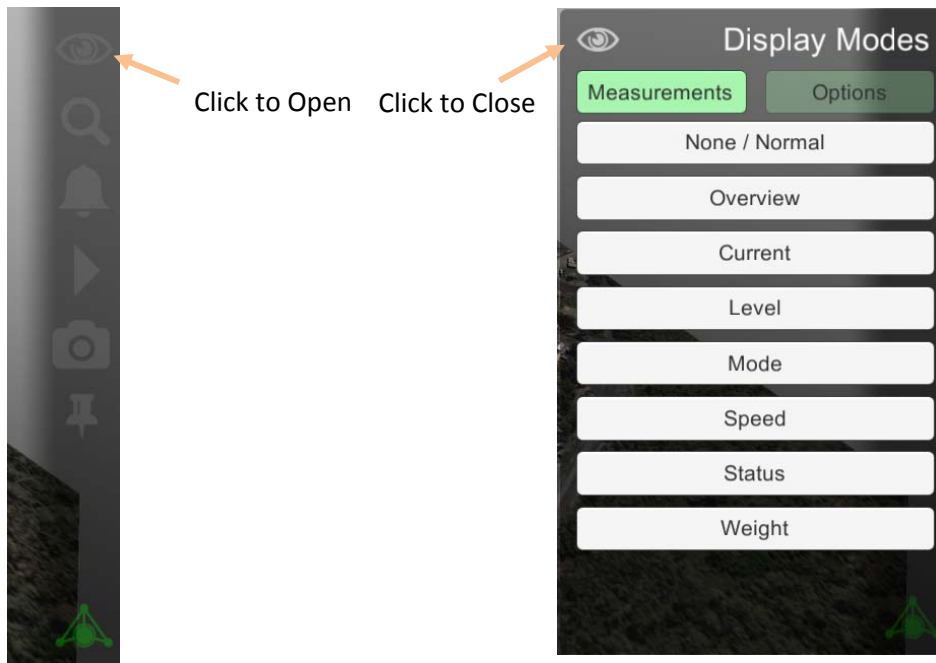 Click to Open
Click to Close
Display Modes
Measurements
Options
None / Normal
Overview
Current
Level
Mode
Speed
Status
Weight